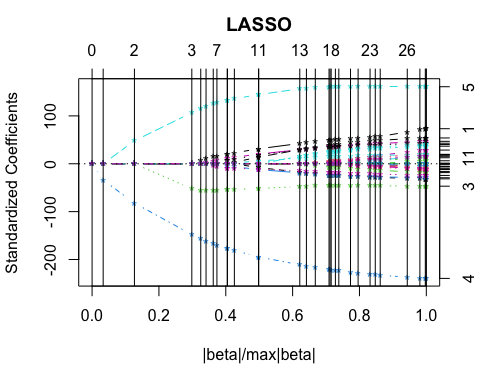 LASSO
0 2 3 7 11 13 18 23 26
Standardized Coefficients
100
0
-100
-200
5
1
11
3
4
0.0 0.2 0.4 0.6 0.8 1.0
|beta|/max|beta|